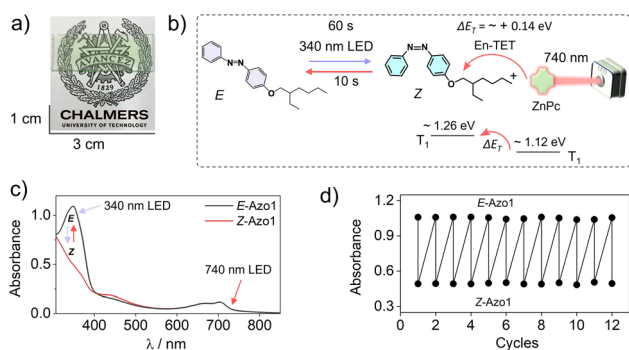 a)
AVANCEZ
1829
CHALMERS
UNIVERSITY OF TECHNOLOGY
1 cm
3 cm
b)
60 s
340 nm LED
10 s
N=N
O
E
N=N
O
Z
ΔE_T = ~ + 0.14 eV
En-TET
740 nm
+
ZnPc
~ 1.26 eV
T₁
ΔE_T
~ 1.12 eV
T₁
c)
Absorbance
1.0
0.5
0.0
E
Z
340 nm LED
E-Azo1
Z-Azo1
740 nm LED
400 500 600 700 800
λ / nm
d)
Absorbance
1.2
0.9
0.6
0.3
E-Azo1
Z-Azo1
0 2 4 6 8 10 12 14
Cycles